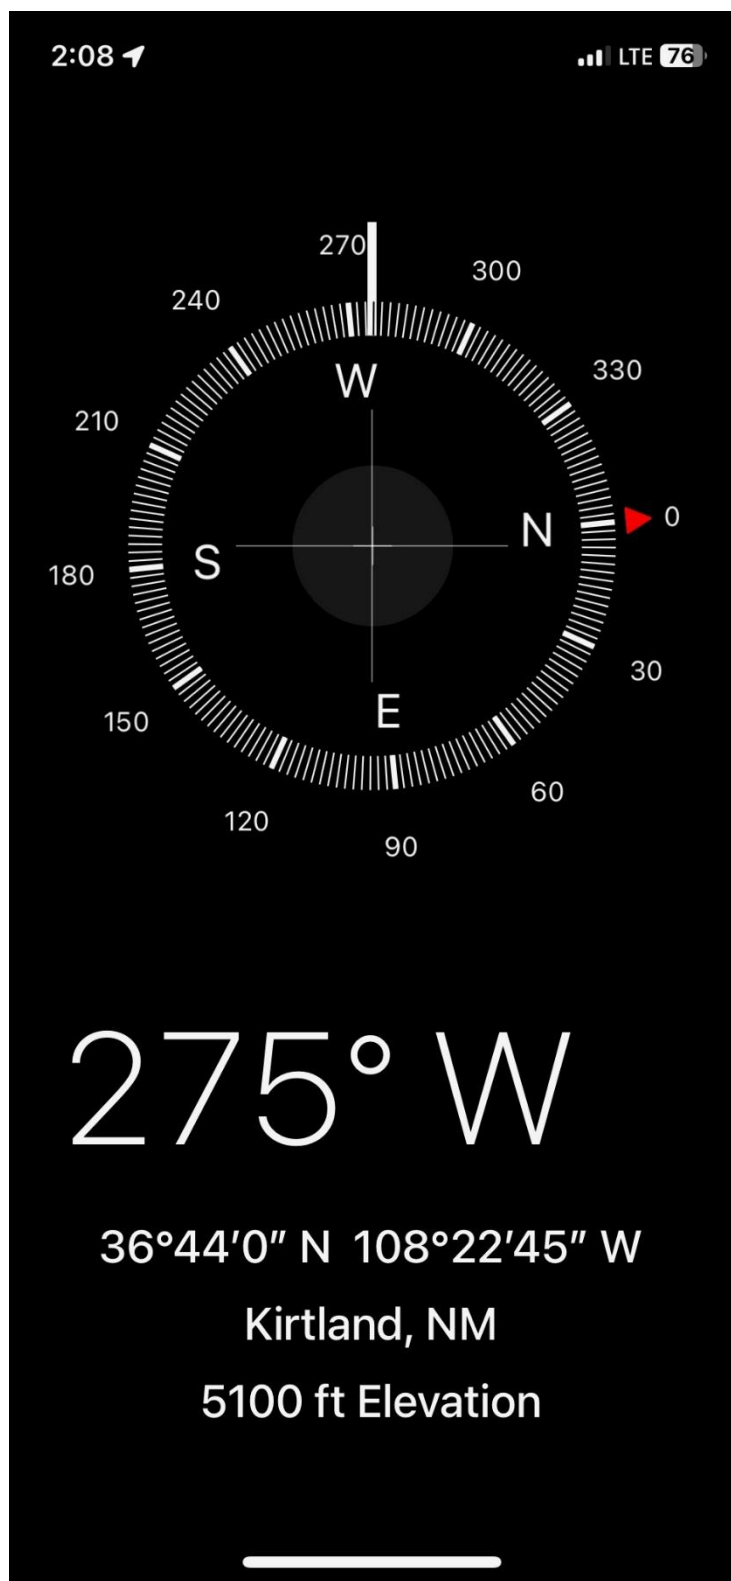 2:08 LTE 76
270
300
240
330
210
W
N 0
S
180
30
E
150
60
120
90
275° W
36°44′0″ N 108°22′45″ W
Kirtland, NM
5100 ft Elevation